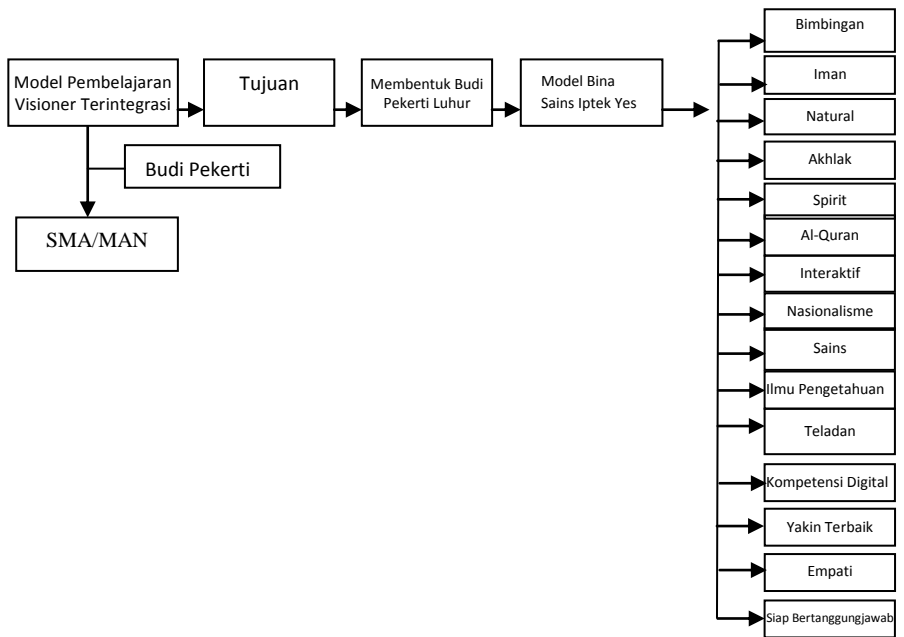 Model Pembelajaran
Visioner Terintegrasi
Tujuan
Membentuk Budi
Pekerti Luhur
Model Bina
Sains Iptek Yes
Budi Pekerti
SMA/MAN
Bimbingan
Iman
Natural
Akhlak
Spirit
Al-Quran
Interaktif
Nasionalisme
Sains
Ilmu Pengetahuan
Teladan
Kompetensi Digital
Yakin Terbaik
Empati
Siap Bertanggungjawab